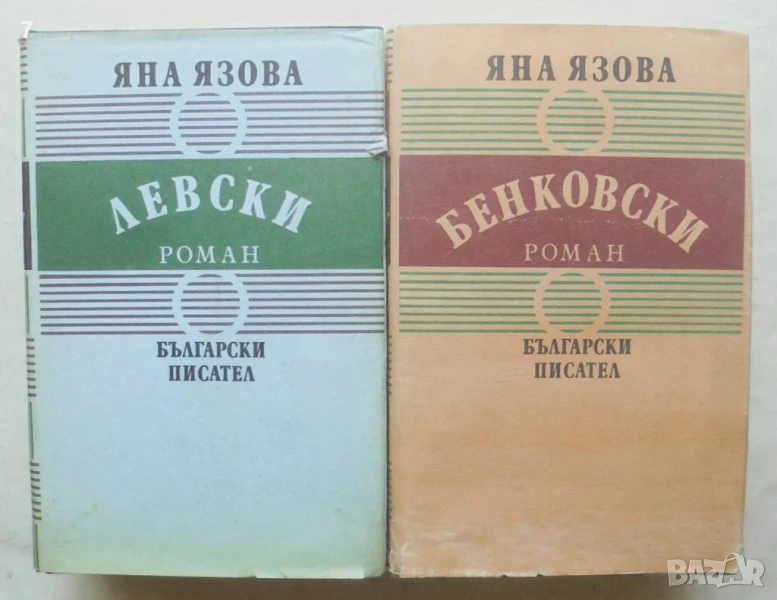 7
ЯНА ЯЗОВА
ЛЕВСКИ
РОМАН
БЪЛГАРСКИ
ПИСАТЕЛ
ЯНА ЯЗОВА
БЕНКОВСКИ
РОМАН
БЪЛГАРСКИ
ПИСАТЕЛ
BAZAR